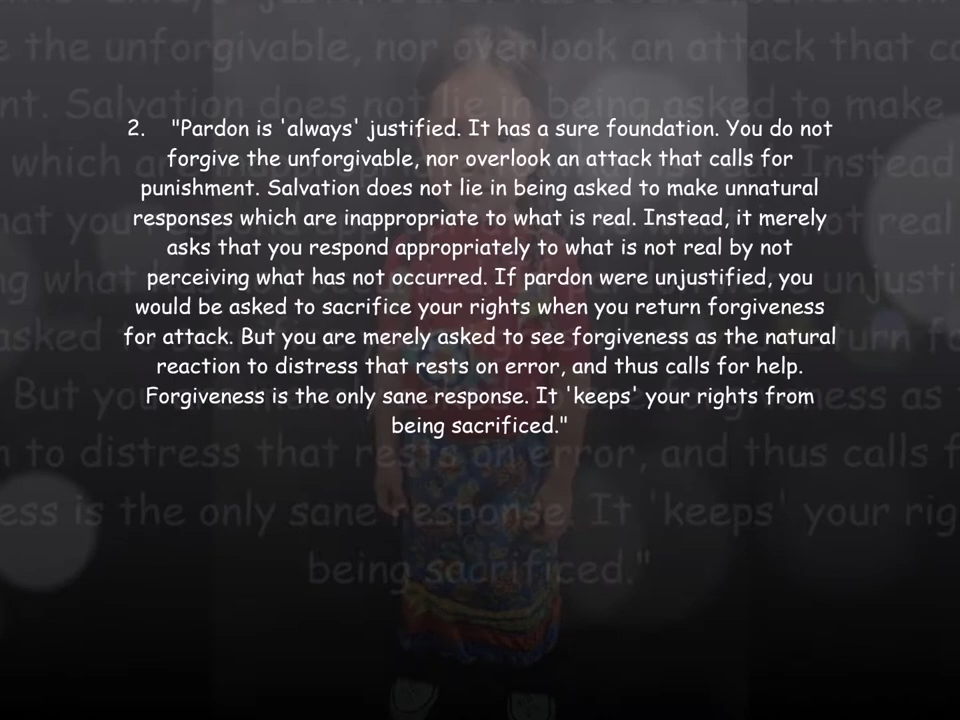 2. "Pardon is 'always' justified. It has a sure foundation. You do not
forgive the unforgivable, nor overlook an attack that calls for
punishment. Salvation does not lie in being asked to make unnatural
responses which are inappropriate to what is real. Instead, it merely
asks that you respond appropriately to what is not real by not
perceiving what has not occurred. If pardon were unjustified, you
would be asked to sacrifice your rights when you return forgiveness
for attack. But you are merely asked to see forgiveness as the natural
reaction to distress that rests on error, and thus calls for help.
Forgiveness is the only sane response. It 'keeps' your rights from
being sacrificed."